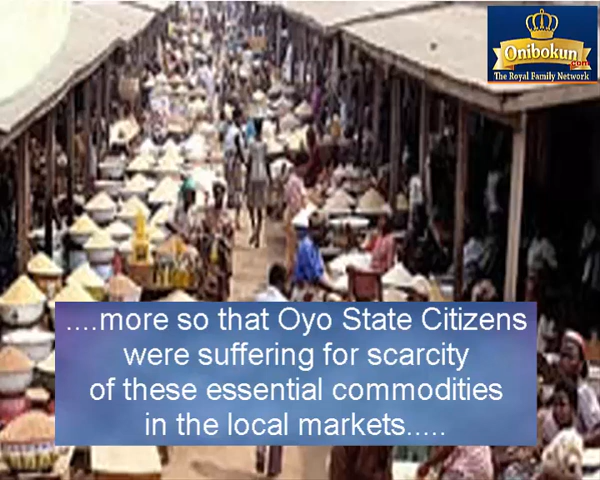 Onibokun
.com
The Royal Family Network
....more so that Oyo State Citizens
were suffering for scarcity
of these essential commodities
in the local markets.....